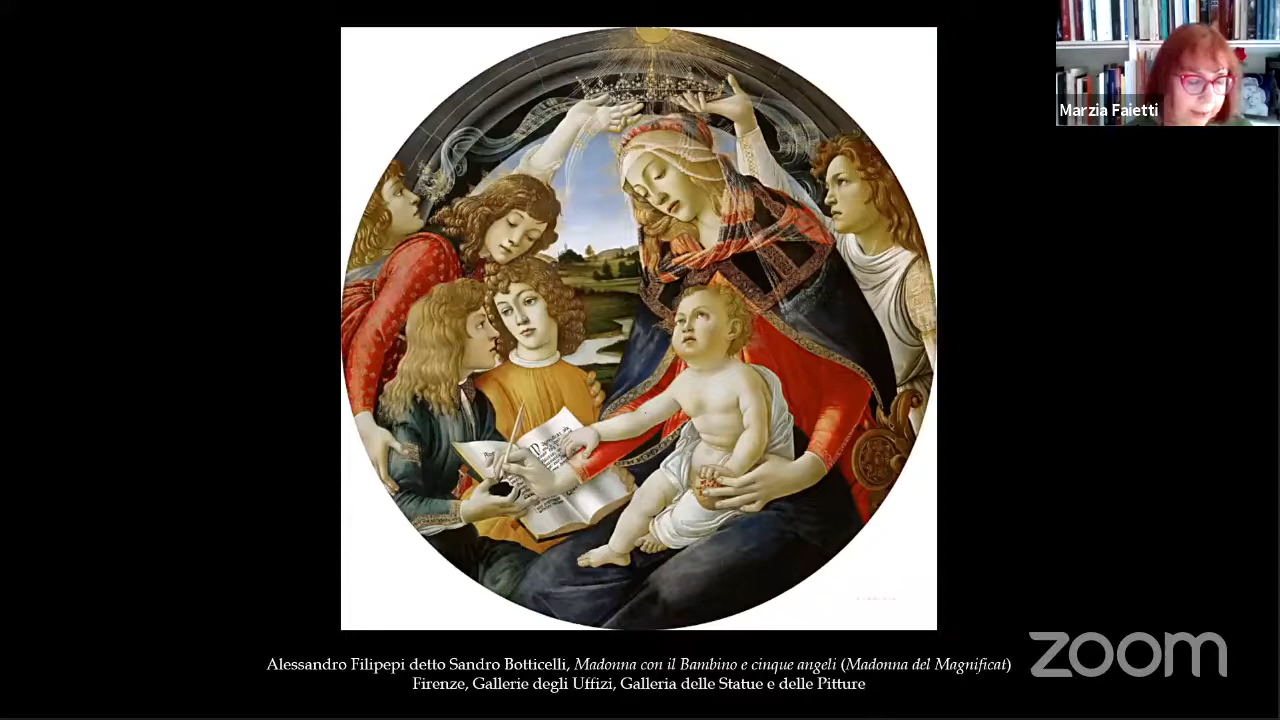 Marzia Faietti
Alessandro Filipepi detto Sandro Botticelli, Madonna con il Bambino e cinque angeli (Madonna del Magnificat)
Firenze, Gallerie degli Uffizi, Galleria delle Statue e delle Pitture
zoom